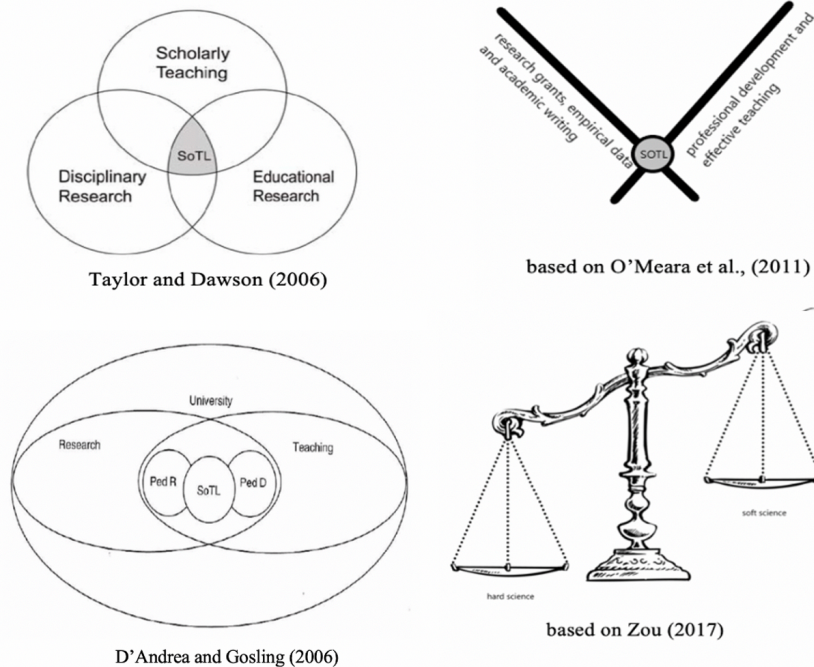 Scholarly
Teaching
SoTL
Disciplinary
Research
Educational
Research
Taylor and Dawson (2006)
research grants, empirical data
and academic writing
SOTL
professional development and
effective teaching
based on O’Meara et al., (2011)
University
Research
Teaching
Ped R
SoTL
Ped D
D’Andrea and Gosling (2006)
soft science
hard science
based on Zou (2017)